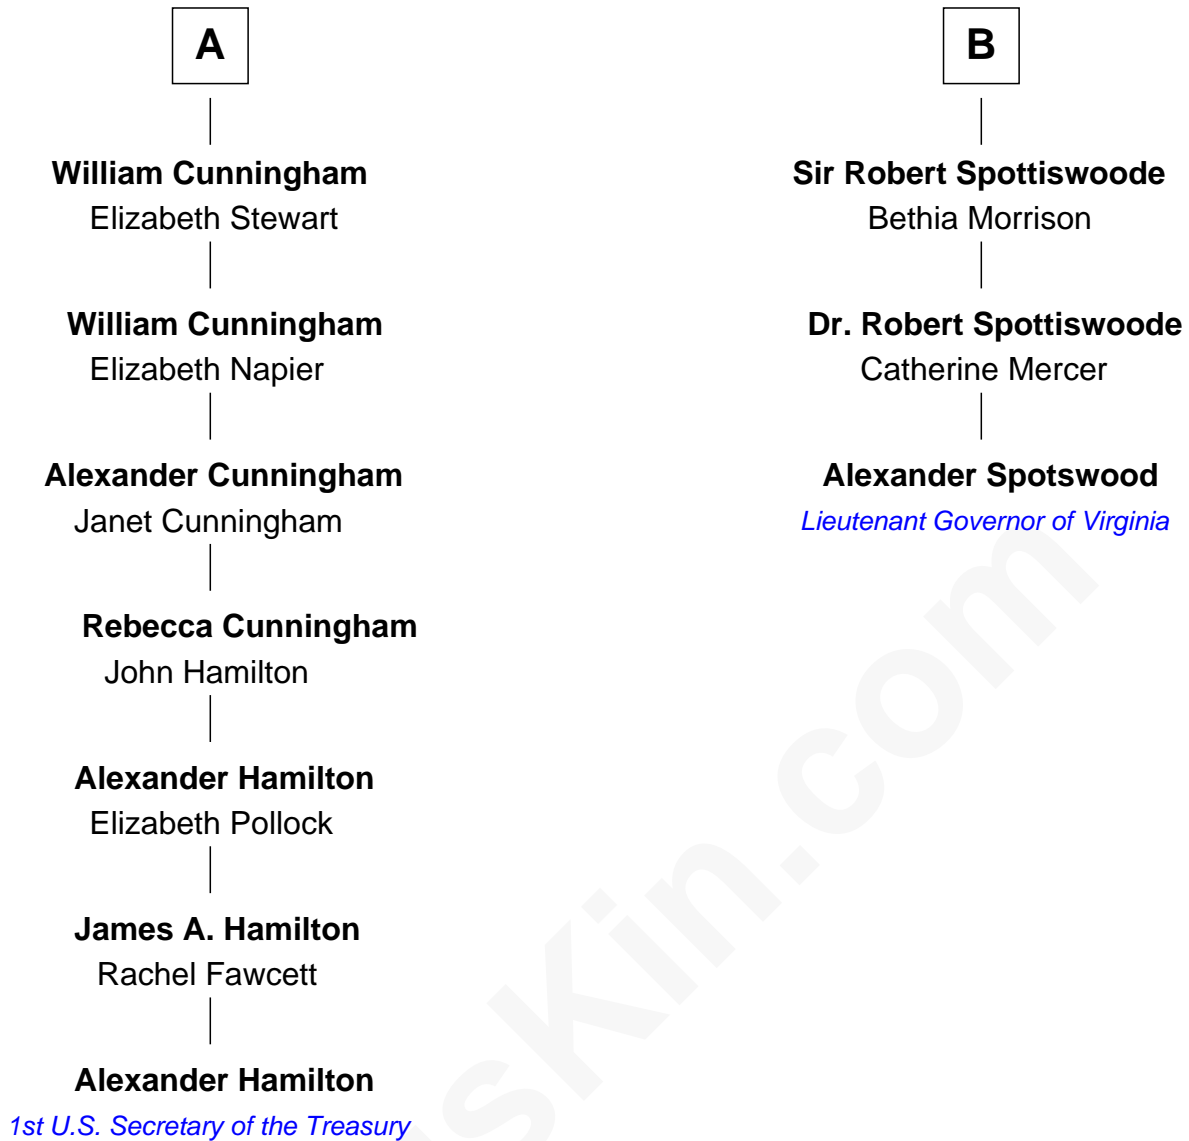 A
William Cunningham
Elizabeth Stewart
William Cunningham
Elizabeth Napier
Alexander Cunningham
Janet Cunningham
Rebecca Cunningham
John Hamilton
Alexander Hamilton
Elizabeth Pollock
James A. Hamilton
Rachel Fawcett
Alexander Hamilton
1st U.S. Secretary of the Treasury
B
Sir Robert Spottiswoode
Bethia Morrison
Dr. Robert Spottiswoode
Catherine Mercer
Alexander Spotswood
Lieutenant Governor of Virginia
sKin.com